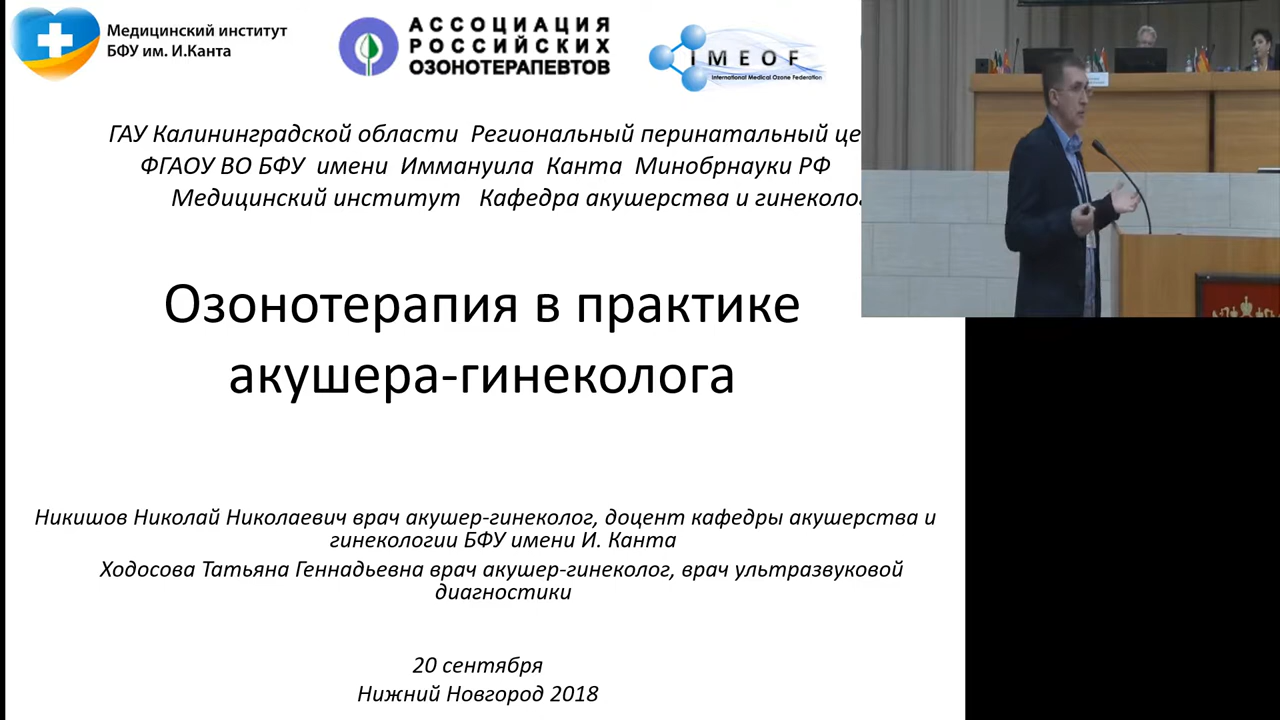 Медицинский институт
БФУ им. И.Канта
АССОЦИАЦИЯ
РОССИЙСКИХ
ОЗОНОТЕРАПЕВТОВ
IMEOF
International Medical Ozone Federation
ГАУ Калининградской области Региональный перинатальный це
ФГАОУ ВО БФУ имени Иммануила Канта Минобрнауки РФ
Медицинский институт Кафедра акушерства и гинеколог
Озонотерапия в практике
акушера-гинеколога
Никишов Николай Николаевич врач акушер-гинеколог, доцент кафедры акушерства и
гинекологии БФУ имени И. Канта
Ходосова Татьяна Геннадьевна врач акушер-гинеколог, врач ультразвуковой
диагностики
20 сентября
Нижний Новгород 2018